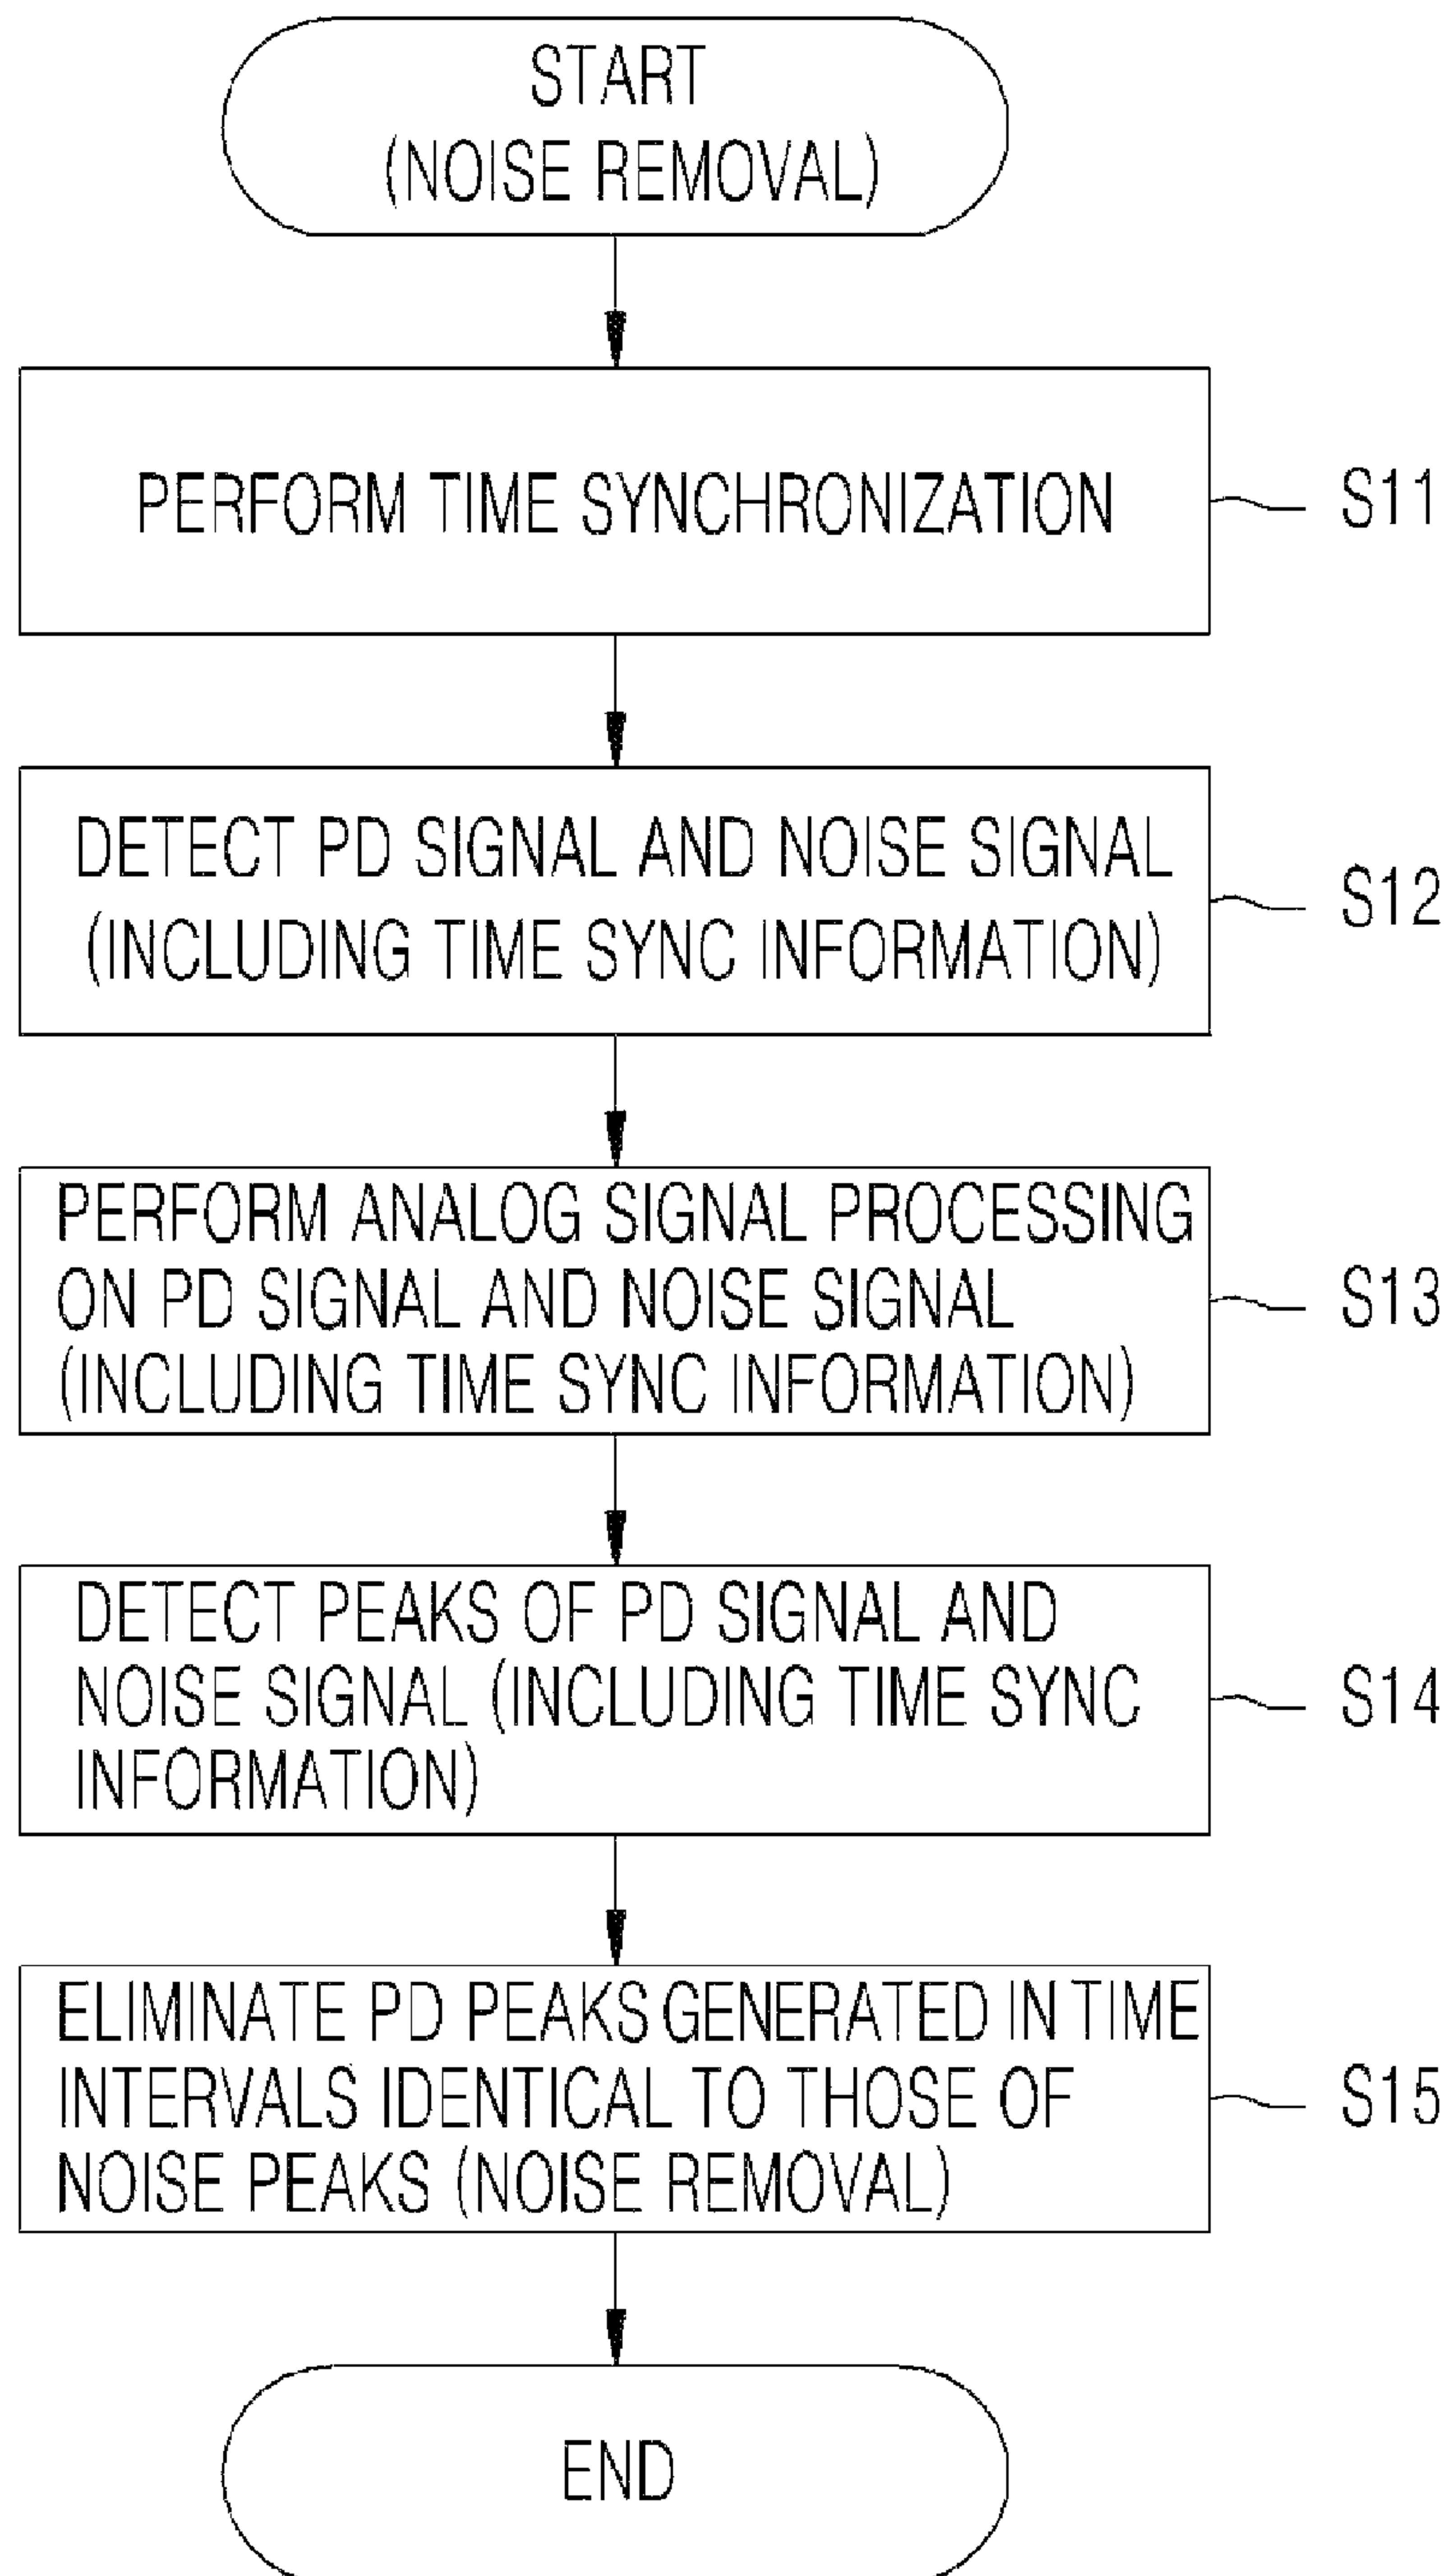 START
(NOISE REMOVAL)
PERFORM TIME SYNCHRONIZATION
S11
DETECT PD SIGNAL AND NOISE SIGNAL
(INCLUDING TIME SYNC INFORMATION)
S12
PERFORM ANALOG SIGNAL PROCESSING
ON PD SIGNAL AND NOISE SIGNAL
(INCLUDING TIME SYNC INFORMATION)
S13
DETECT PEAKS OF PD SIGNAL AND
NOISE SIGNAL (INCLUDING TIME SYNC
INFORMATION)
S14
ELIMINATE PD PEAKS GENERATED IN TIME
INTERVALS IDENTICAL TO THOSE OF
NOISE PEAKS (NOISE REMOVAL)
S15
END